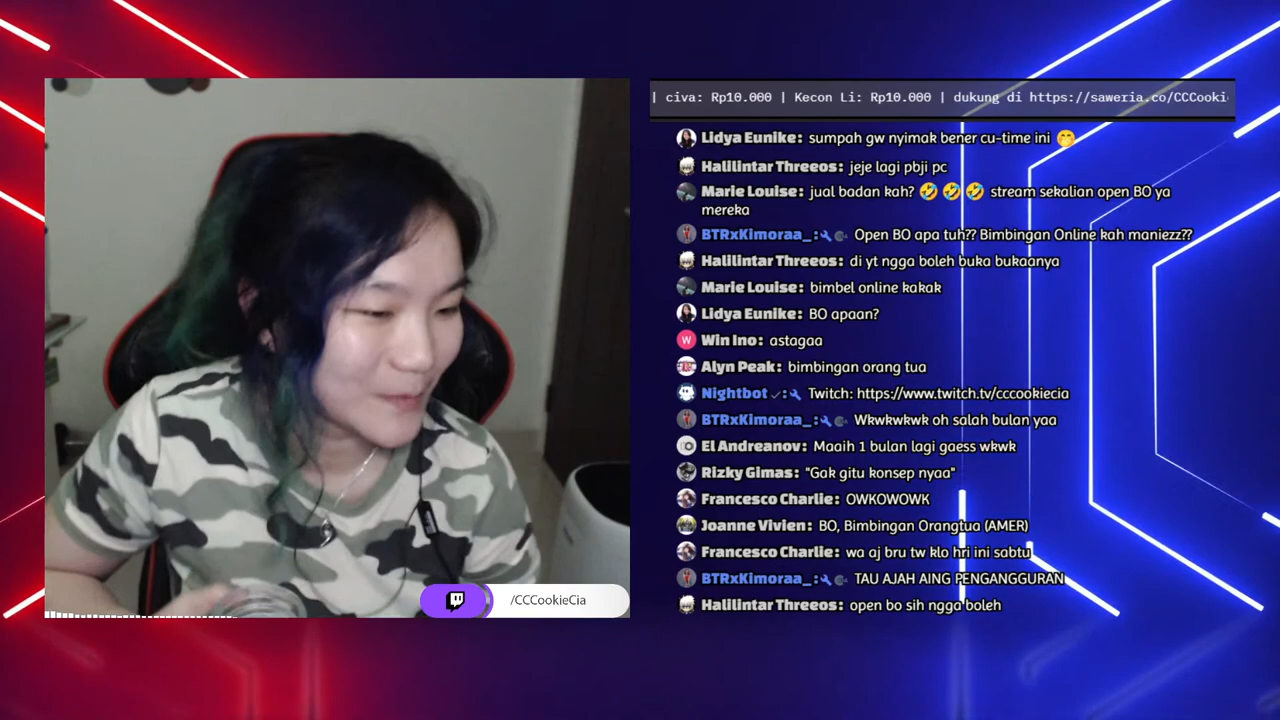 | civa: Rp10.000 | Kecon Li: Rp10.000 | dukung di https://saweria.co/CCCooki
Lidya Eunike: sumpah gw nyimak bener cu-time ini 🤭
Halilintar Threeos: jeje lagi pbji pc
Marie Louise: jual badan kah? 🤣 🤣 🤣 stream sekalian open BO ya
mereka
BTRxKimoraa_: Open BO apa tuh?? Bimbingan Online kah maniezz??
Halilintar Threeos: di yt ngga boleh buka bukaanya
Marie Louise: bimbel online kakak
Lidya Eunike: BO apaan?
W Win Ino: astagaa
Alyn Peak: bimbingan orang tua
Nightbot ✓: Twitch: https://www.twitch.tv/cccookiecia
BTRxKimoraa_: Wkwkwkwk oh salah bulan yaa
El Andreanov: Maaih 1 bulan lagi gaess wkwk
Rizky Gimas: "Gak gitu konsep nyaa"
Francesco Charlie: OWKOWOWK
Joanne Vivien: BO, Bimbingan Orangtua (AMER)
Francesco Charlie: wa aj bru tw klo hri ini sabtu
BTRxKimoraa_: TAU AJAH AING PENGANGGURAN
Halilintar Threeos: open bo sih ngga boleh
/CCCookieCia